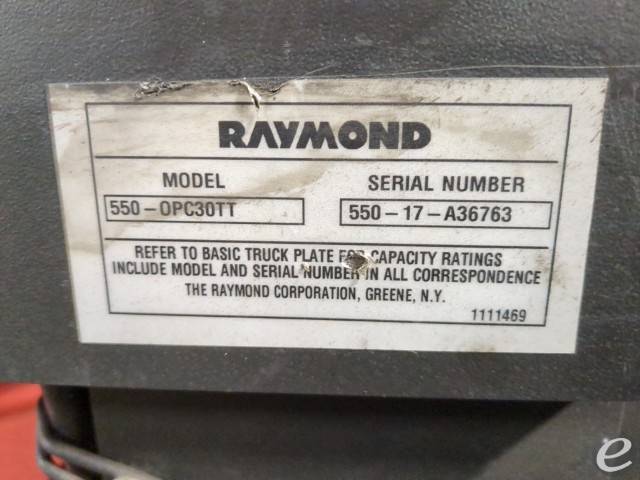 RAYMOND
MODEL
550-OPC30TT
SERIAL NUMBER
550-17-A36763
REFER TO BASIC TRUCK PLATE FOR CAPACITY RATINGS
INCLUDE MODEL AND SERIAL NUMBER IN ALL CORRESPONDENCE
THE RAYMOND CORPORATION, GREENE, N.Y.
1111469
e